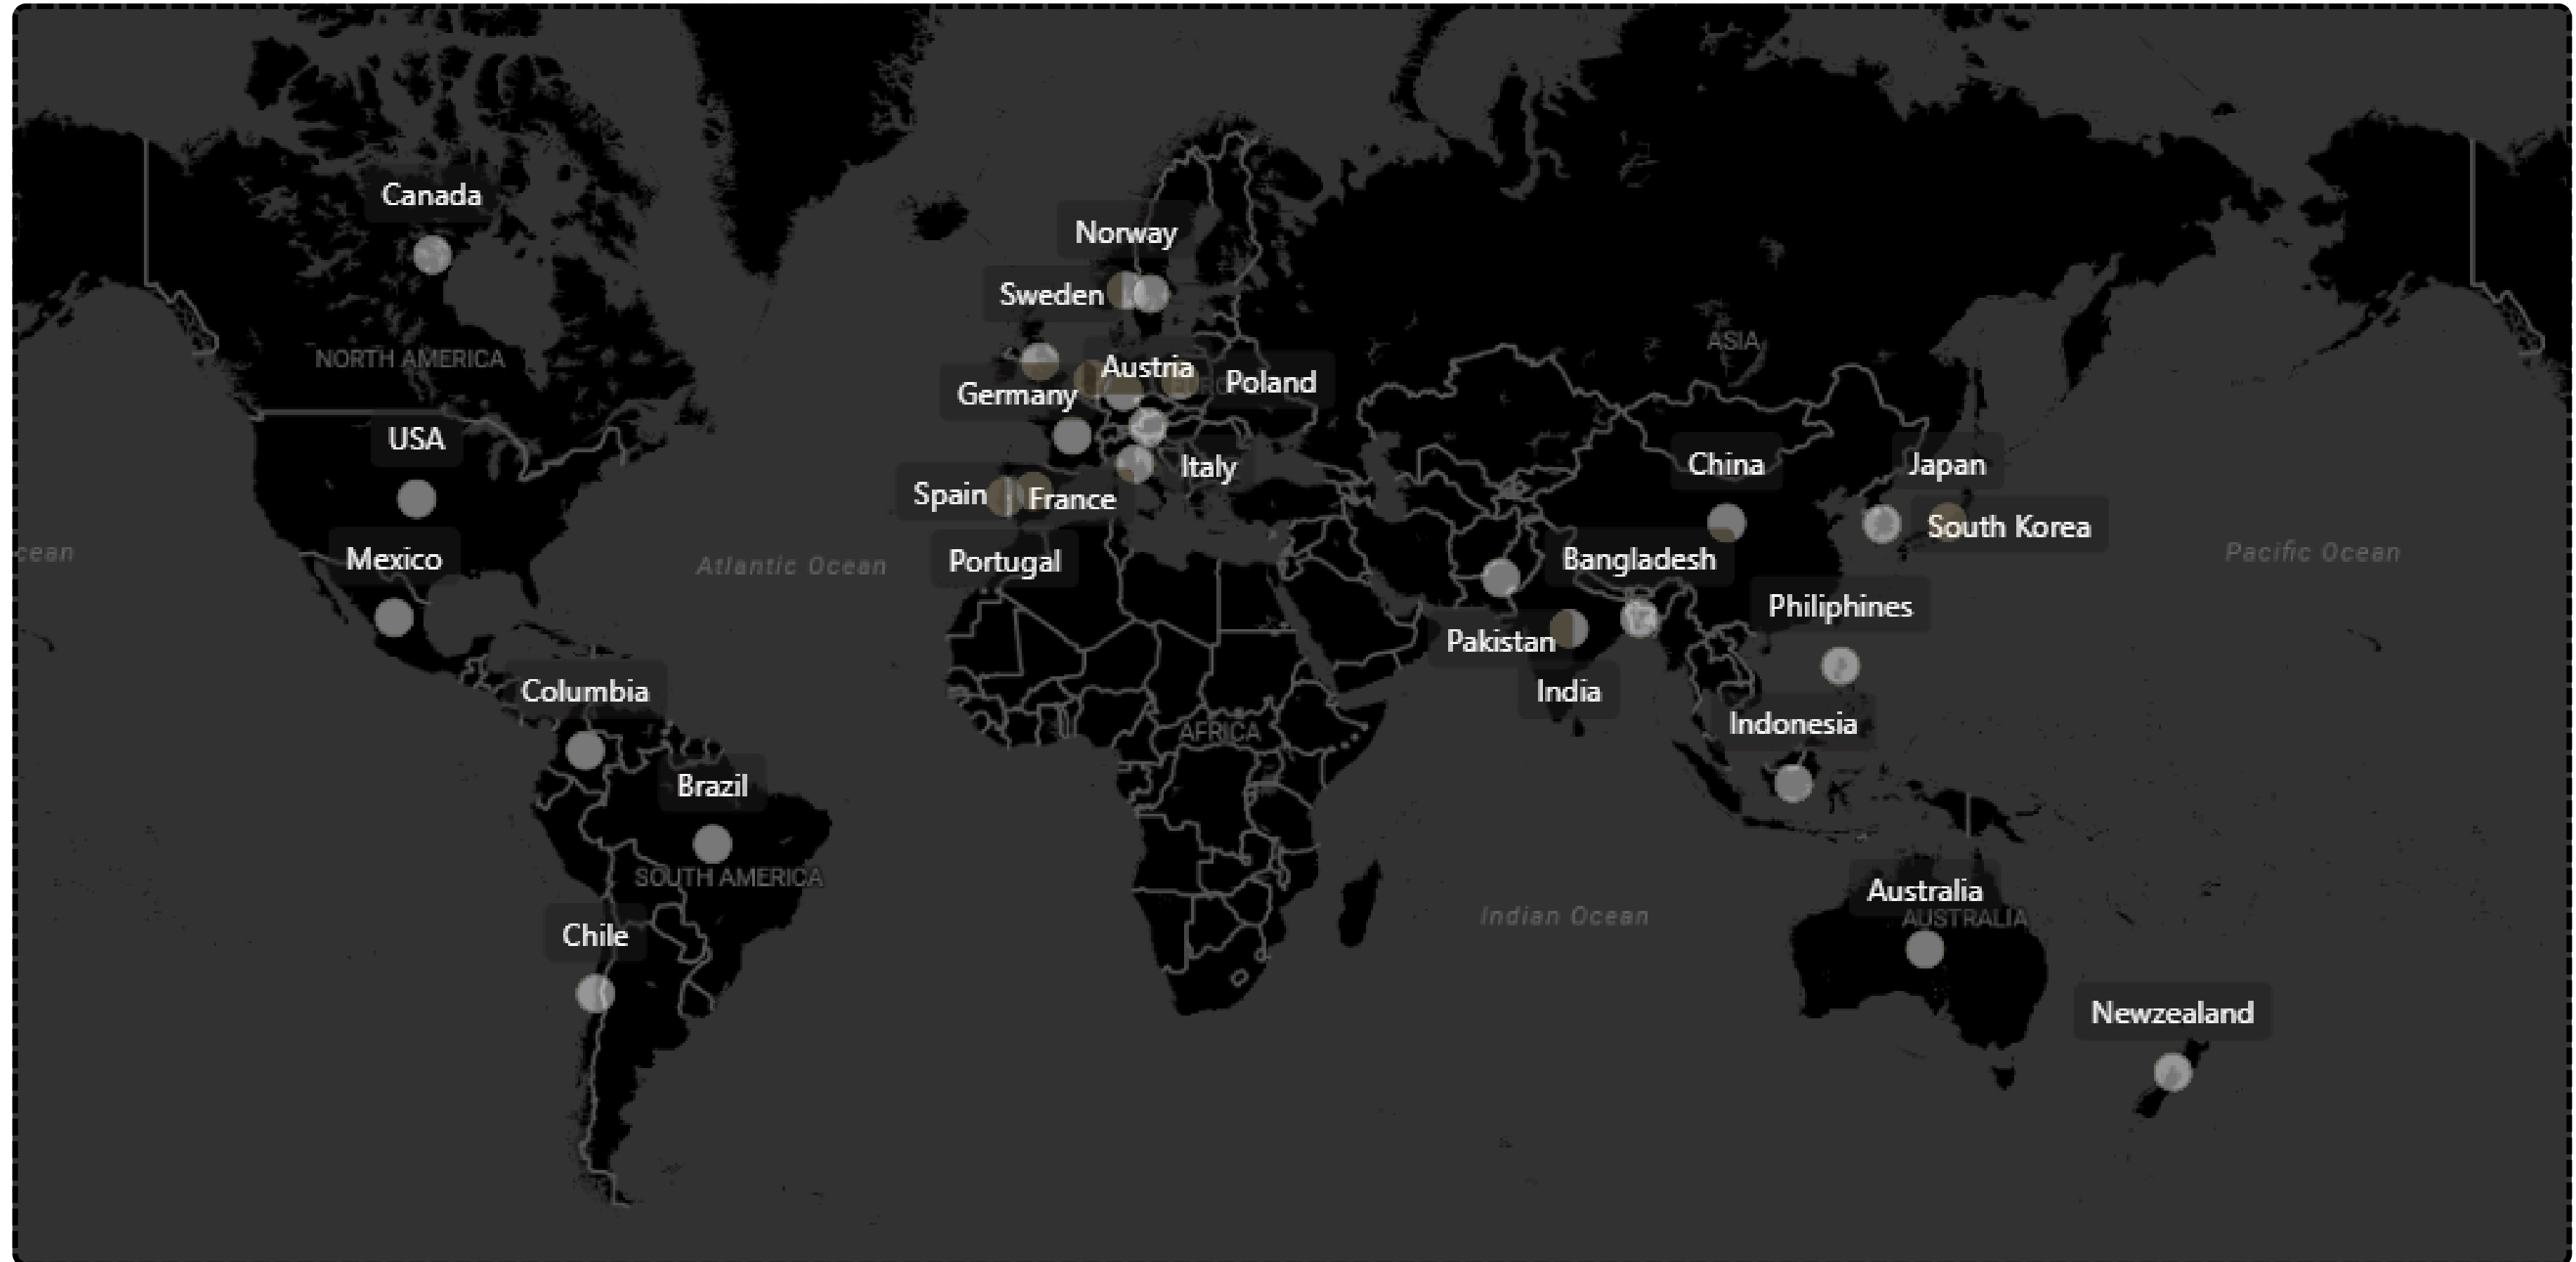 Canada
Norway
Sweden
NORTH AMERICA
ASIA
Austria
Germany
Poland
USA
China
Japan
Italy
Spain
France
South Korea
Mexico
Atlantic Ocean
Portugal
Bangladesh
cean
Pacific Ocean
Philiphines
Pakistan
India
Columbia
AFRICA
Indonesia
Brazil
SOUTH AMERICA
Australia
AUSTRALIA
Indian Ocean
Chile
Newzealand